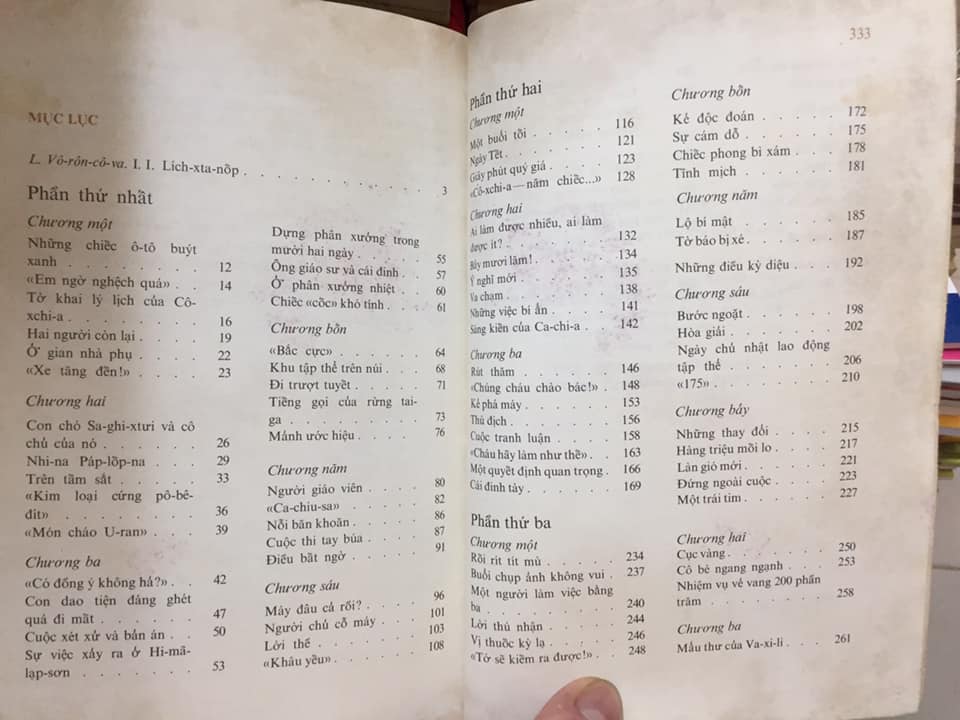 MỤC LỤC
L. Vô-rôn-cô-va. I. I. Lích-xta-nốp . . . . . . . . . . . 3
Phần thứ nhất
Chương một
Những chiếc ô-tô buýt
xanh . . . . . . . . 12
«Em ngờ nghệch quá» . . 14
Tờ khai lý lịch của Cô-
xchi-a . . . . . . . 16
Hai người còn lại . . . . 19
Ở gian nhà phụ . . . . 22
«Xe tăng đến!» . . . . . 23
Chương hai
Con chó Sa-ghi-xtưi và cô
chủ của nó . . . . . . 26
Nhi-na Páp-lốp-na . . . 29
Trên tấm sắt . . . . . 33
«Kim loại cứng pô-bê-
đit» . . . . . . . . 36
«Món cháo U-ran» . . . 39
Chương ba
«Có đồng ý không hả?» . . 42
Con dao tiện đáng ghét
quá đi mất . . . . . . 47
Cuộc xét xử và bản án . . 50
Sự việc xảy ra ở Hi-mã-
lạp-sơn . . . . . . . 53
Dựng phân xưởng trong
mười hai ngày . . . . . 55
Ông giáo sư và cái đinh . 57
Ở phân xưởng nhiệt . . . 60
Chiếc «cốc» khó tính . . . 61
Chương bốn
«Bắc cực» . . . . . . 64
Khu tập thể trên núi . . . 68
Đi trượt tuyết . . . . . 71
Tiếng gọi của rừng tai-
ga . . . . . . . . 73
Mảnh ước hiệu . . . . . 76
Chương năm
Người giáo viên . . . . 80
«Ca-chiu-sa» . . . . . . 82
Nỗi băn khoăn . . . . . 86
Cuộc thi tay búa . . . . 87
Điều bất ngờ . . . . . 91
Chương sáu
Máy đâu cả rồi? . . . . . 96
Người chủ cỗ máy . . . . 101
Lời thề . . . . . . . 103
«Khâu yếu» . . . . . . 108
333
Phần thứ hai
Chương một
Một buổi tối . . . . . 116
Ngày Tết . . . . . . . 121
Giây phút quý giá . . . . 123
«Cô-xchi-a — năm chiếc...» 128
Chương hai
Ai làm được nhiều, ai làm
được ít? . . . . . . . 132
Bảy mươi lăm! . . . . . 134
Ý nghĩ mới . . . . . . 135
Va chạm . . . . . . . 138
Những việc bí ẩn . . . . 141
Sáng kiến của Ca-chi-a . . 142
Chương ba
Rút thăm . . . . . . . 146
«Chúng cháu chào bác!» . 148
Kẻ phá máy . . . . . . 153
Thù địch . . . . . . . 156
Cuộc tranh luận . . . . . 158
«Cháu hãy làm như thế» . . 163
Một quyết định quan trọng . 166
Cái đinh tày . . . . . . 169
Phần thứ ba
Chương một
Rối rít tít mù . . . . . 234
Buổi chụp ảnh không vui . 237
Một người làm việc bằng
ba . . . . . . . . 240
Lời thú nhận . . . . . 244
Vị thuốc kỳ lạ . . . . . 246
«Tớ sẽ kiếm ra được!» . . 248
Chương bốn
Kẻ độc đoán . . . . . 172
Sự cám dỗ . . . . . . 175
Chiếc phong bì xám . . . 178
Tĩnh mịch . . . . . . 181
Chương năm
Lộ bí mật . . . . . . 185
Tờ báo bị xé . . . . . . 187
Những điều kỳ diệu . . . 192
Chương sáu
Bước ngoặt . . . . . . 198
Hòa giải . . . . . . . 202
Ngày chủ nhật lao động
tập thể . . . . . . . 206
«175» . . . . . . . . 210
Chương bảy
Những thay đổi . . . . . 215
Hàng triệu mối lo . . . . 217
Làn gió mới . . . . . . 221
Đứng ngoài cuộc . . . . 223
Một trái tim . . . . . . 227
Chương hai
Cục vàng . . . . . . . 250
Cô bé ngang ngạnh . . . 253
Nhiệm vụ vẻ vang 200 phần
trăm . . . . . . . . 258
Chương ba
Mẩu thư của Va-xi-li . . . 261